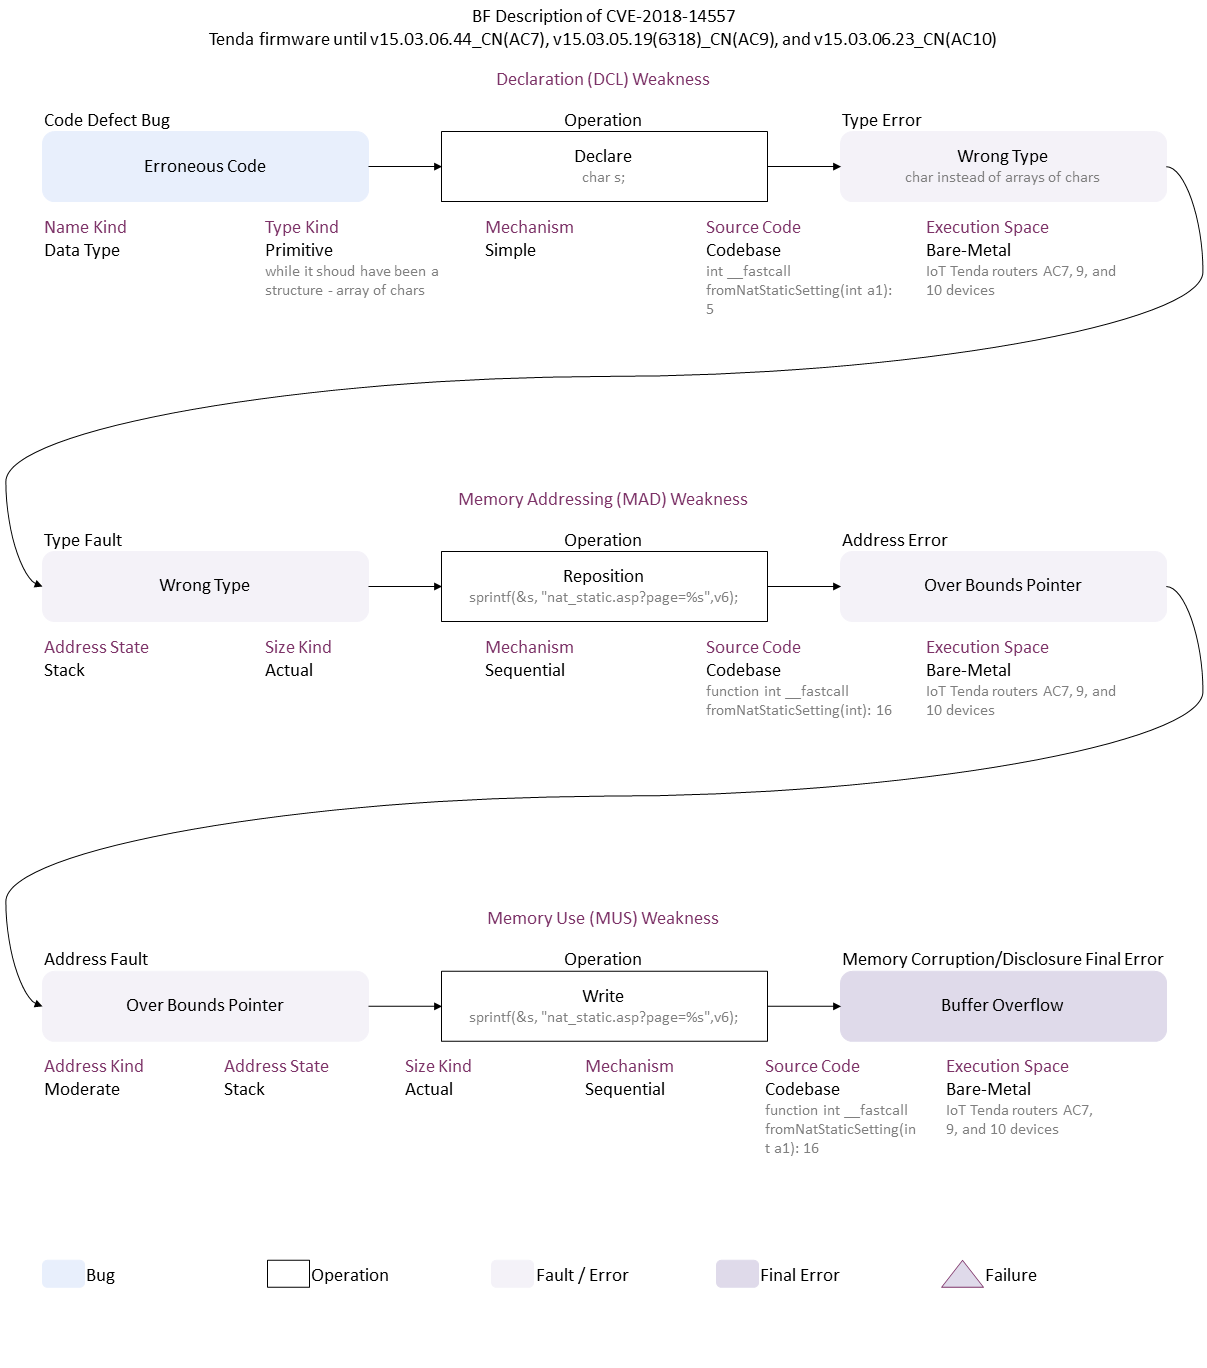 BF Description of CVE-2018-14557
Tenda firmware until v15.03.06.44_CN(AC7), v15.03.05.19(6318)_CN(AC9), and v15.03.06.23_CN(AC10)
Declaration (DCL) Weakness
Code Defect Bug
Operation
Type Error
Erroneous Code
Declare
char s;
Wrong Type
char instead of arrays of chars
Name Kind
Data Type
Type Kind
Primitive
while it shoud have been a
structure - array of chars
Mechanism
Simple
Source Code
Codebase
int __fastcall
fromNatStaticSetting(int a1):
5
Execution Space
Bare-Metal
IoT Tenda routers AC7, 9, and
10 devices
Memory Addressing (MAD) Weakness
Type Fault
Operation
Address Error
Wrong Type
Reposition
sprintf(&s, "nat_static.asp?page=%s",v6);
Over Bounds Pointer
Address State
Stack
Size Kind
Actual
Mechanism
Sequential
Source Code
Codebase
function int __fastcall
fromNatStaticSetting(int): 16
Execution Space
Bare-Metal
IoT Tenda routers AC7, 9, and
10 devices
Memory Use (MUS) Weakness
Address Fault
Operation
Memory Corruption/Disclosure Final Error
Over Bounds Pointer
Write
sprintf(&s, "nat_static.asp?page=%s",v6);
Buffer Overflow
Address Kind
Moderate
Address State
Stack
Size Kind
Actual
Mechanism
Sequential
Source Code
Codebase
function int __fastcall
fromNatStaticSetting(in
t a1): 16
Execution Space
Bare-Metal
IoT Tenda routers AC7,
9, and 10 devices
Bug
Operation
Fault / Error
Final Error
Failure